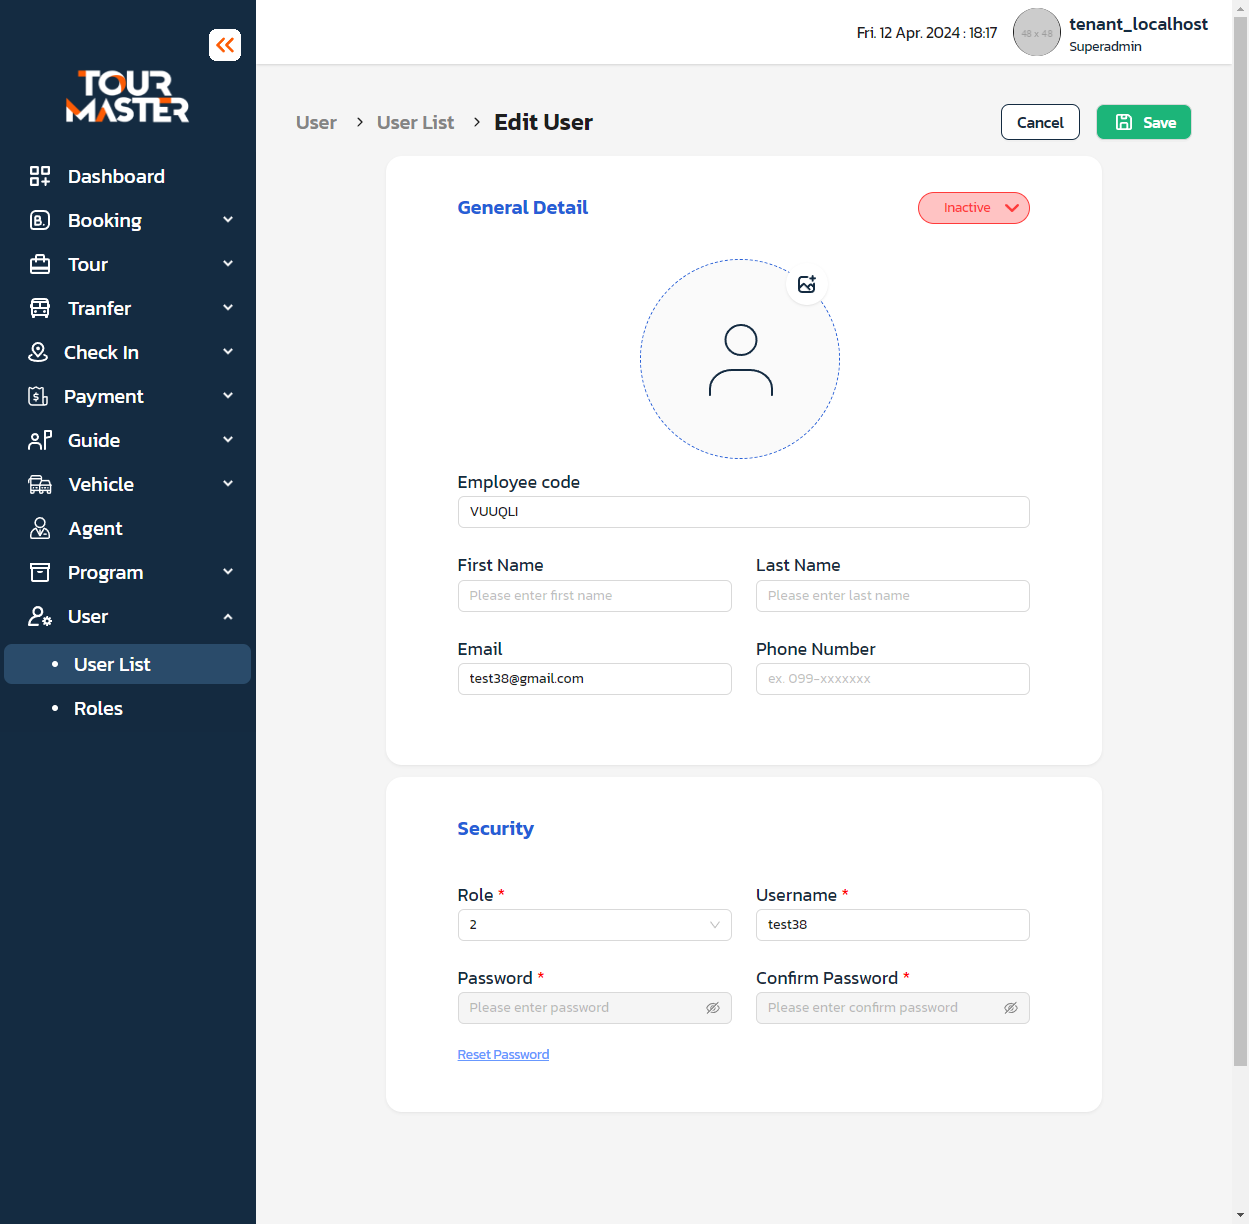 Fri. 12 Apr. 2024 : 18:17
48 x 48
tenant_localhost
Superadmin
TOUR
MASTER
Dashboard
Booking
Tour
Tranfer
Check In
Payment
Guide
Vehicle
Agent
Program
User
• User List
• Roles
User > User List > Edit User
Cancel
Save
General Detail
Inactive
Employee code
VUUQLI
First Name
Last Name
Please enter first name
Please enter last name
Email
Phone Number
test38@gmail.com
ex. 099-xxxxxxx
Security
Role *
Username *
2
test38
Password *
Confirm Password *
Please enter password
Please enter confirm password
Reset Password